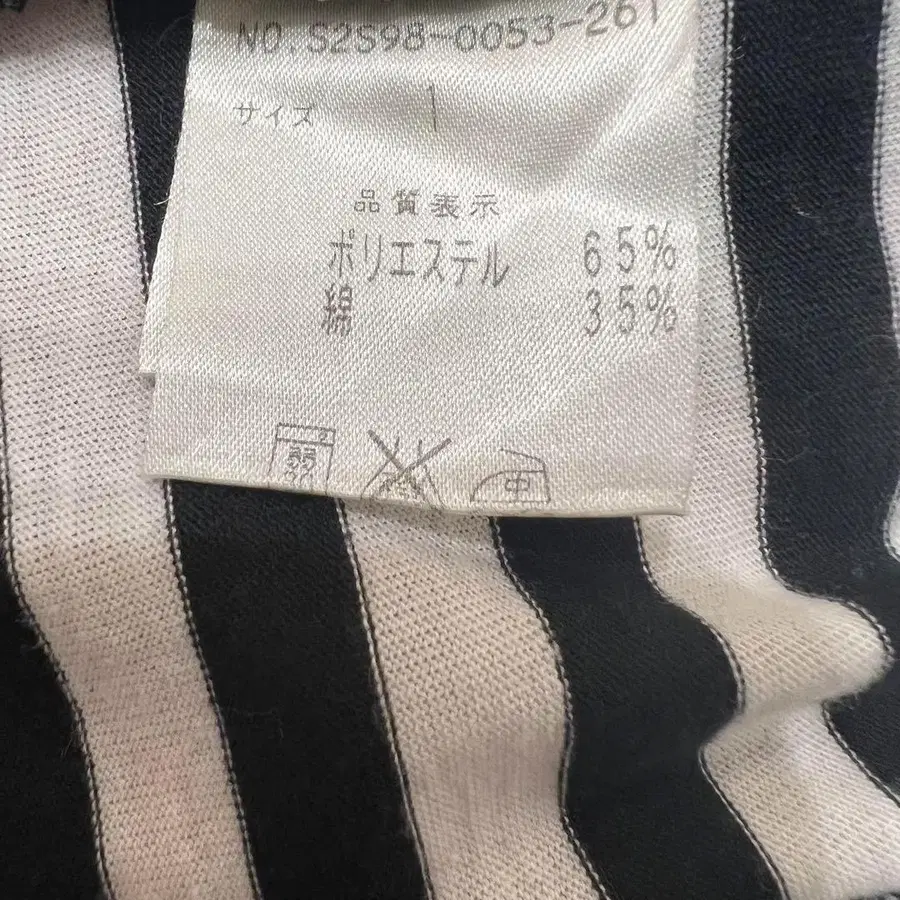 NO.S2S98-0053-261
サイズ 1
品質表示
ポリエステル 65%
綿 35%
弱
30
中